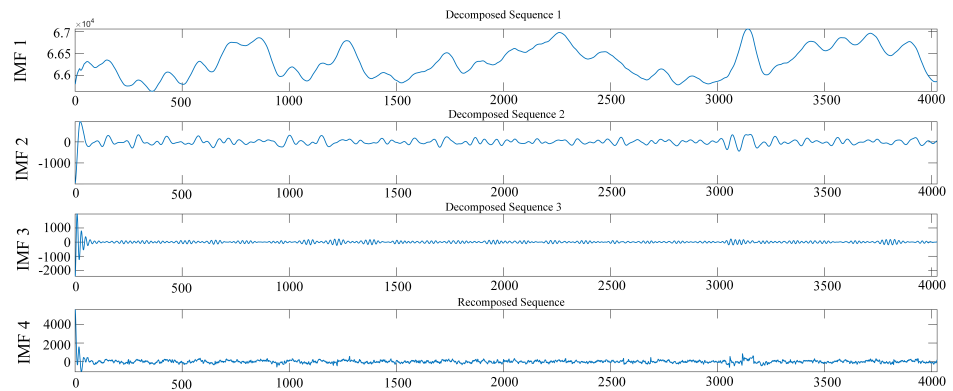 Decomposed Sequence 1
×10⁴
IMF 1
6.7
6.65
6.6
0 500 1000 1500 2000 2500 3000 3500 4000
Decomposed Sequence 2
IMF 2
0
-1000
0 500 1000 1500 2000 2500 3000 3500 4000
Decomposed Sequence 3
IMF 3
1000
0
-1000
-2000
0 500 1000 1500 2000 2500 3000 3500 4000
Recomposed Sequence
IMF 4
4000
2000
0
0 500 1000 1500 2000 2500 3000 3500 4000